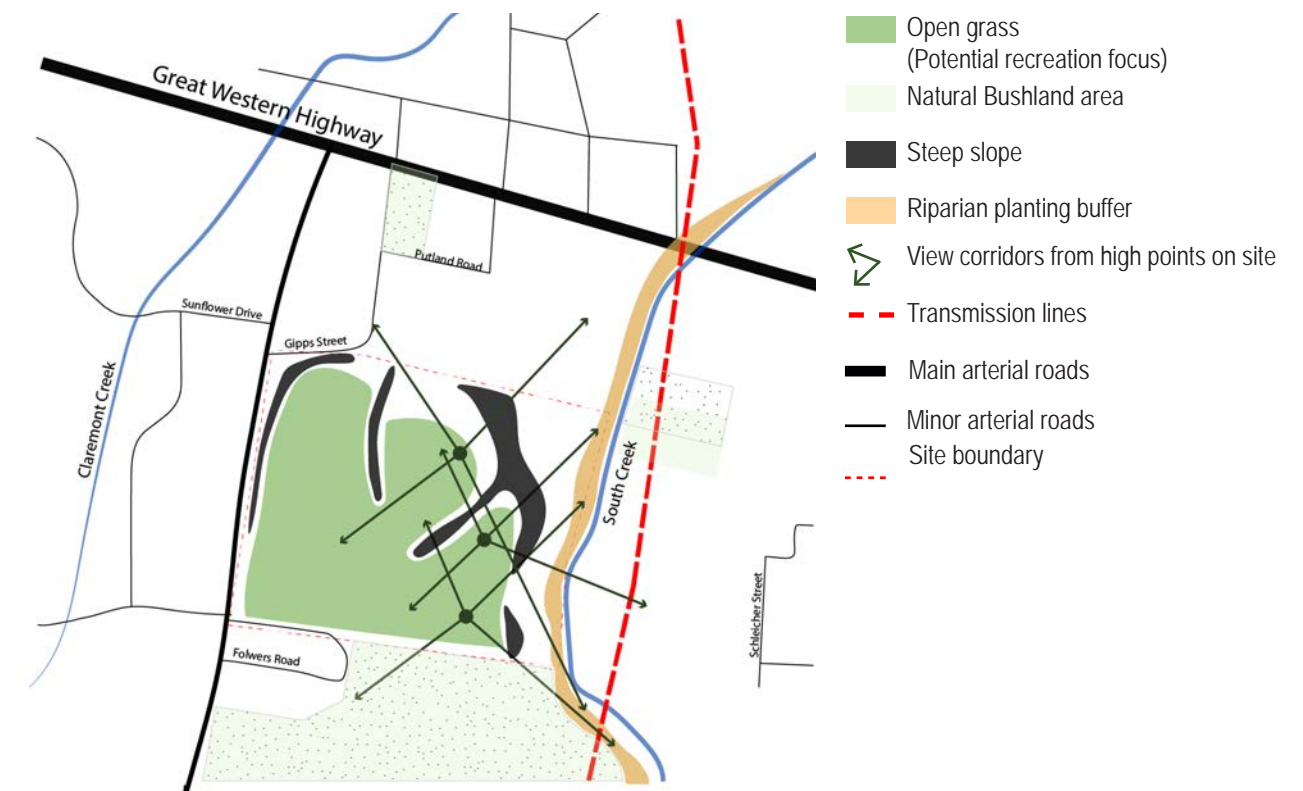 Great Western Highway
Putland Road
Sunflower Drive
Gipps Street
Claremont Creek
South Creek
Schleicher Street
Folwers Road
Open grass
(Potential recreation focus)
Natural Bushland area
Steep slope
Riparian planting buffer
View corridors from high points on site
Transmission lines
Main arterial roads
Minor arterial roads
Site boundary